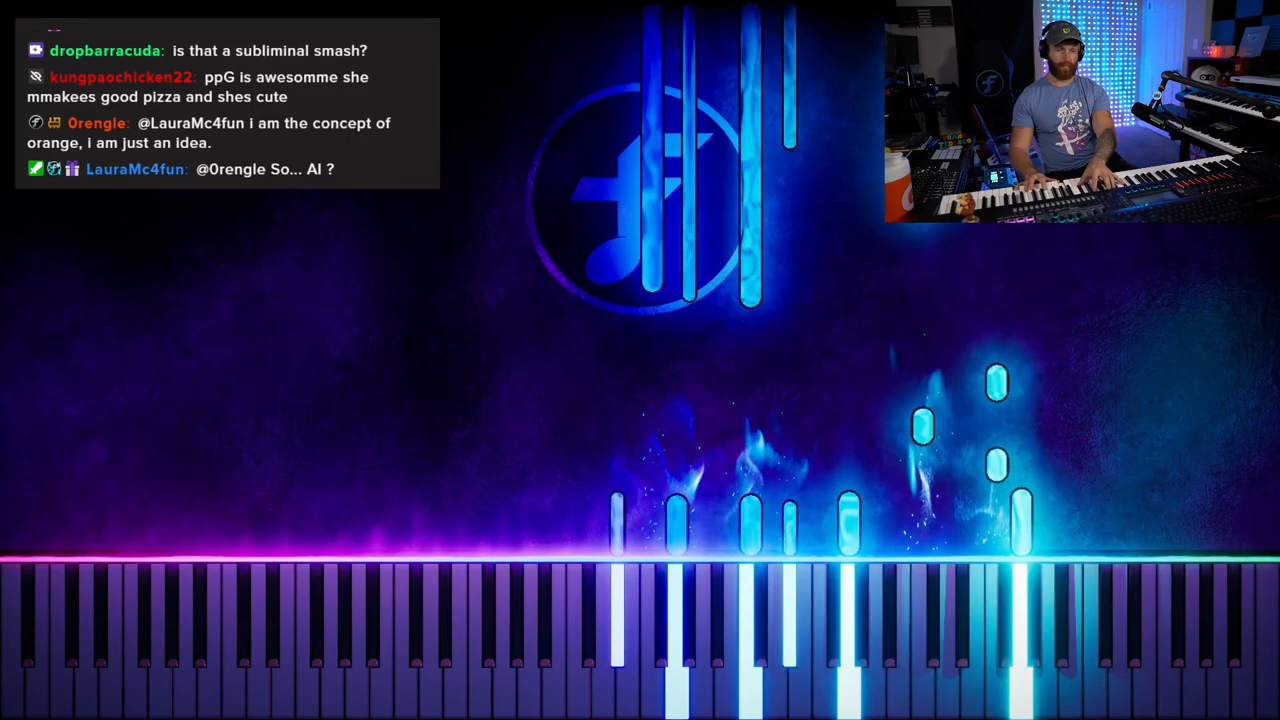 dropbarracuda: is that a subliminal smash?
kungpaochicken22: ppG is awesomme she
mmakees good pizza and shes cute
0rengle: @LauraMc4fun i am the concept of
orange, i am just an idea.
LauraMc4fun: @0rengle So... AI ?